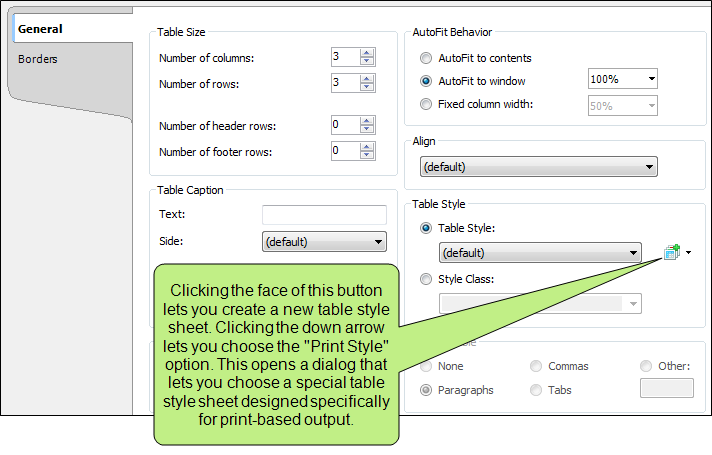 General
Borders
Table Size
Number of columns: 3
Number of rows: 3
Number of header rows: 0
Number of footer rows: 0
Table Caption
Text:
Side: (default)
AutoFit Behavior
AutoFit to contents
AutoFit to window 100%
Fixed column width: 50%
Align
(default)
Table Style
Table Style:
(default)
Style Class:
None Commas Other:
Paragraphs Tabs
Clicking the face of this button
lets you create a new table style
sheet. Clicking the down arrow
lets you choose the "Print Style"
option. This opens a dialog that
lets you choose a special table
style sheet designed specifically
for print-based output.